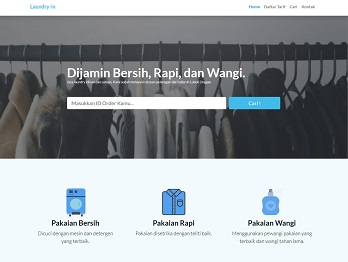 Laundry in
Home Daftar Tarif Cari Kontak
Dijamin Bersih, Rapi, dan Wangi.
Masukkan ID Order Kamu... Cari !
Pakaian Bersih
Dicuci dengan mesin dan detergen
yang terbaik.
Pakaian Rapi
Pakaian disetrika dengan teliti baik.
Pakaian Wangi
Menggunakan pewangi pakaian yang
terbaik dan wangi tahan lama.